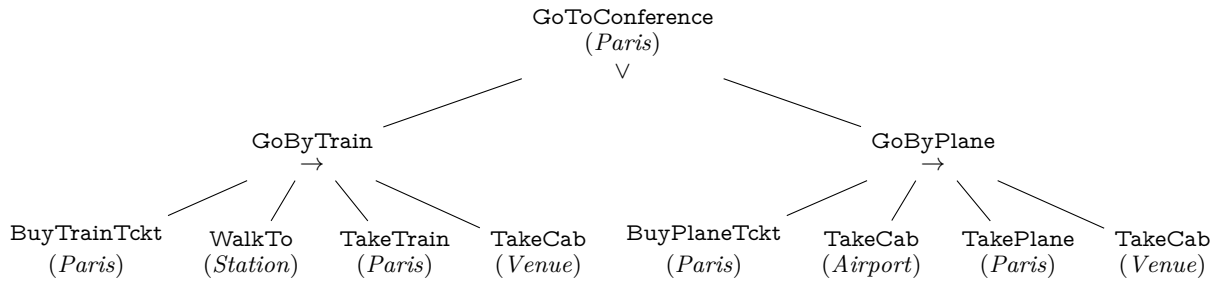 GoToConference
(Paris)
∨
GoByTrain
→
GoByPlane
→
BuyTrainTckt
(Paris)
WalkTo
(Station)
TakeTrain
(Paris)
TakeCab
(Venue)
BuyPlaneTckt
(Paris)
TakeCab
(Airport)
TakePlane
(Paris)
TakeCab
(Venue)